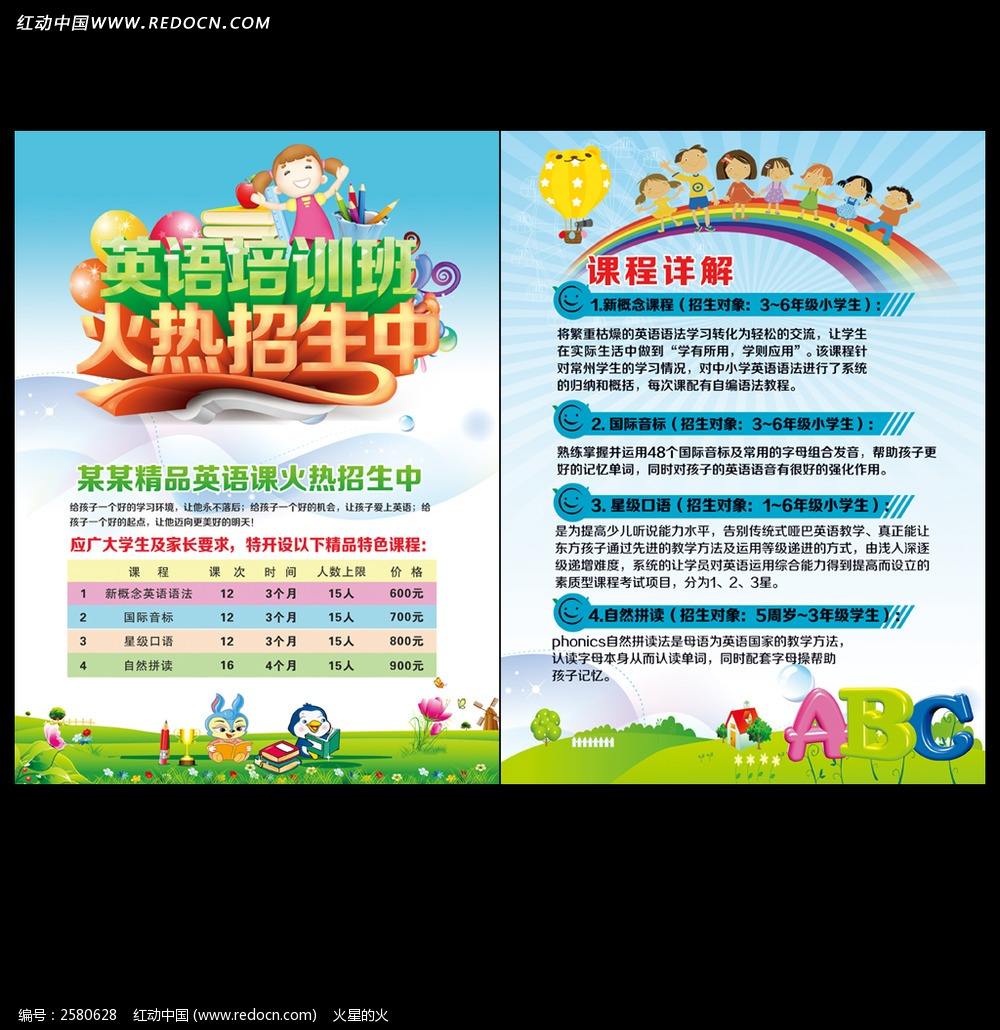 红动中国WWW.REDOCN.COM
英语培训班
火热招生中
某某精品英语课火热招生中
给孩子一个好的学习环境，让他永不落后；给孩子一个好的机会，让孩子爱上英语；给
孩子一个好的起点，让他迈向更美好的明天！
应广大学生及家长要求，特开设以下精品特色课程：
课 程 课 次 时 间 人数上限 价 格
1 新概念英语语法 12 3个月 15人 600元
2 国际音标 12 3个月 15人 700元
3 星级口语 12 3个月 15人 800元
4 自然拼读 16 4个月 15人 900元
课程详解
1.新概念课程（招生对象：3~6年级小学生）：
将繁重枯燥的英语语法学习转化为轻松的交流，让学生
在实际生活中做到“学有所用，学则应用”。该课程针
对常州学生的学习情况，对中小学英语语法进行了系统
的归纳和概括，每次课配有自编语法教程。
2. 国际音标（招生对象：3~6年级小学生）：
熟练掌握并运用48个国际音标及常用的字母组合发音，帮助孩子更
好的记忆单词，同时对孩子的英语语音有很好的强化作用。
3. 星级口语（招生对象：1~6年级小学生）：
是为提高少儿听说能力水平，告别传统式哑巴英语教学、真正能让
东方孩子通过先进的教学方法及运用等级递进的方式，由浅入深逐
级递增难度，系统的让学员对英语运用综合能力得到提高而设立的
素质型课程考试项目，分为1、2、3星。
4.自然拼读（招生对象：5周岁~3年级学生）：
phonics自然拼读法是母语为英语国家的教学方法，
认读字母本身从而认读单词，同时配套字母操帮助
孩子记忆。
ABC
编号：2580628 红动中国 (www.redocn.com) 火星的火